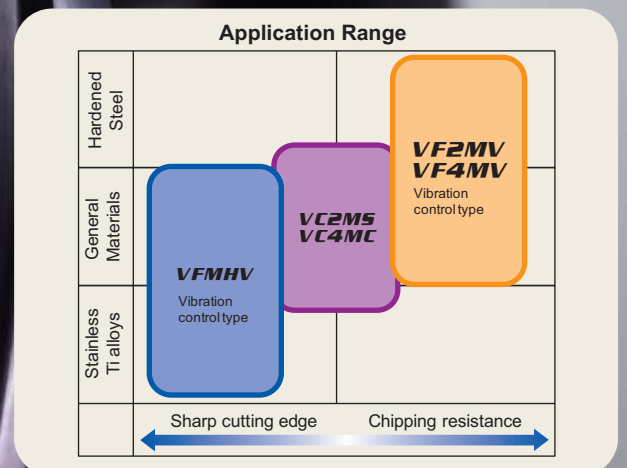 Application Range
Hardened
Steel
General
Materials
Stainless
Ti alloys
VFMHV
Vibration
control type
VC2MS
VC4MC
VF2MV
VF4MV
Vibration
control type
Sharp cutting edge
Chipping resistance